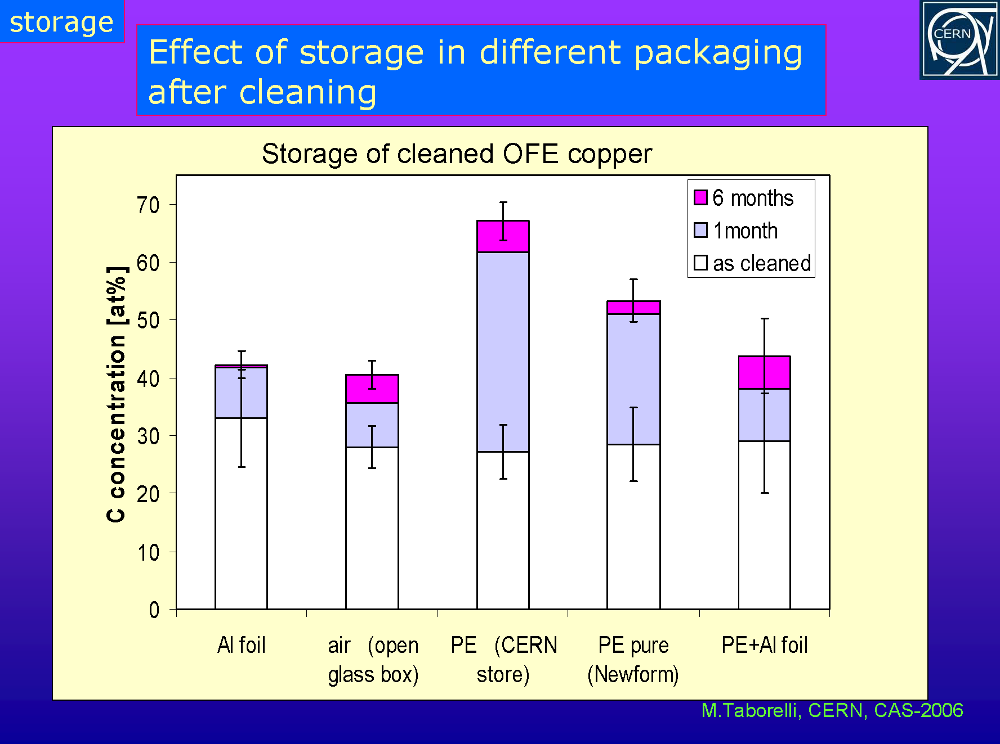 storage
CERN
Effect of storage in different packaging
after cleaning
Storage of cleaned OFE copper
6 months
1month
as cleaned
C concentration [at%]
70
60
50
40
30
20
10
0
Al foil
air (open
glass box)
PE (CERN
store)
PE pure
(Newform)
PE+Al foil
M.Taborelli, CERN, CAS-2006